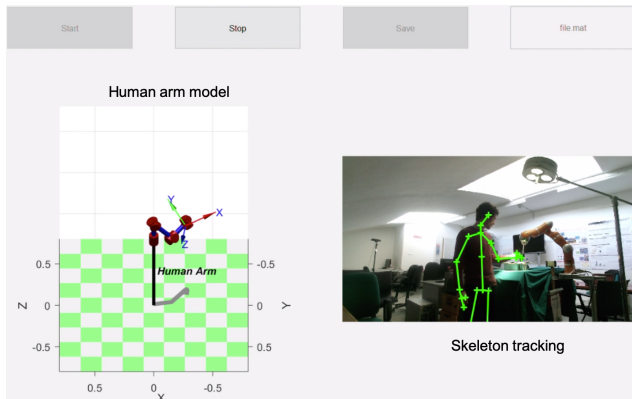 Start
Stop
Save
file.mat
Human arm model
Y
X
Z
Human Arm
0.5
0
-0.5
Z
-0.5
0
0.5
Y
0.5
0
-0.5
X
Skeleton tracking